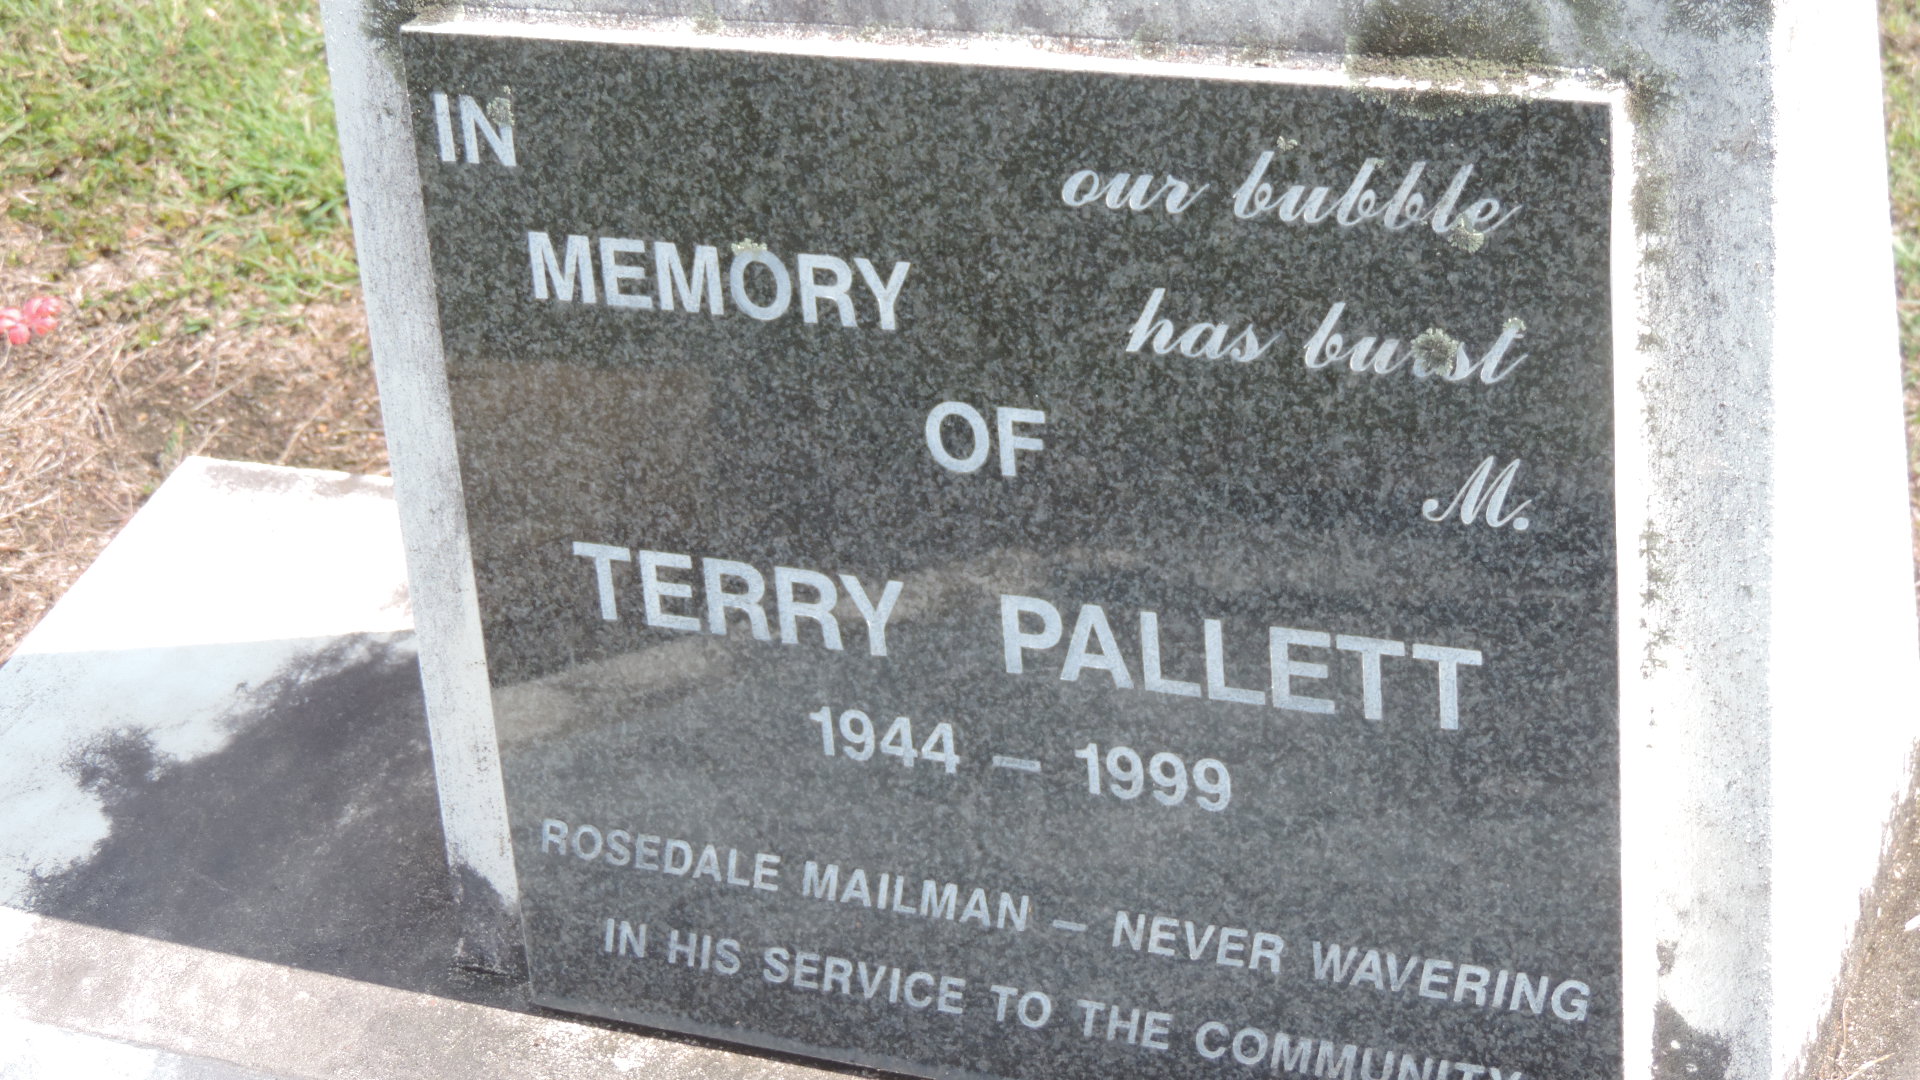 IN
our bubble
MEMORY
has burst
OF
M.
TERRY PALLETT
1944 – 1999
ROSEDALE MAILMAN – NEVER WAVERING
IN HIS SERVICE TO THE COMMUNITY